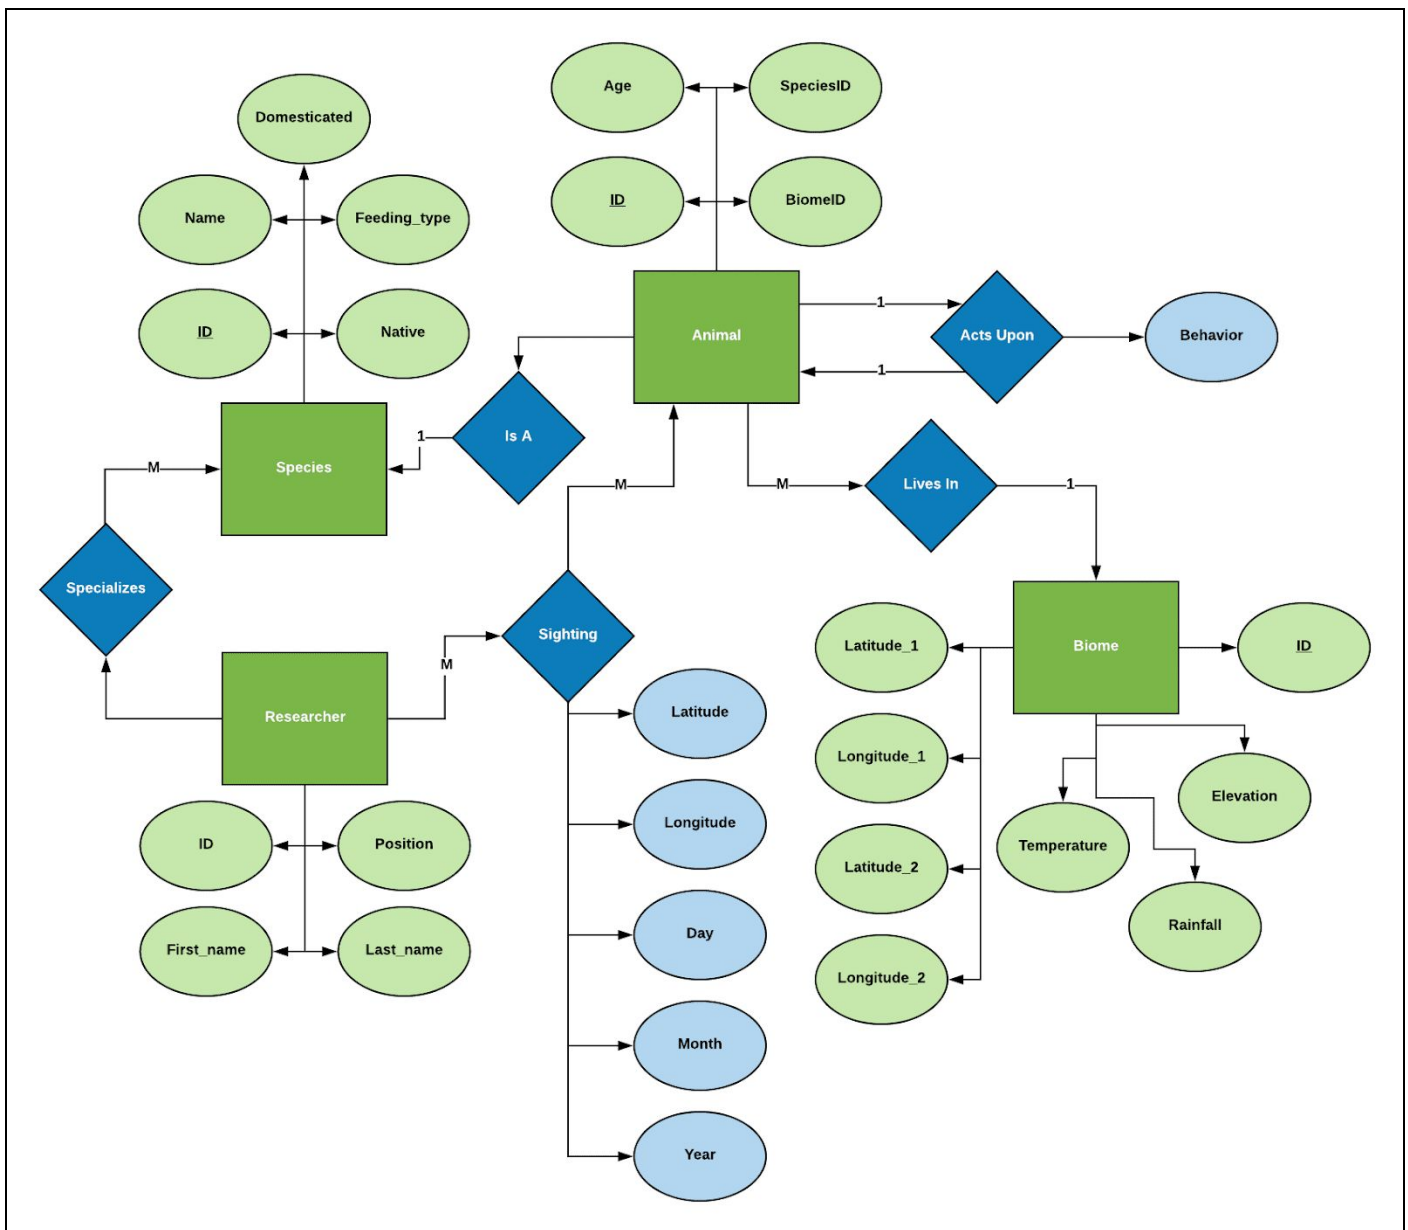 Age
SpeciesID
Domesticated
ID
BiomeID
Name
Feeding_type
ID
Native
Animal
1
Acts Upon
Behavior
1
Is A
1
Species
M
M
M
Lives In
1
Specializes
Sighting
M
Researcher
Biome
ID
Latitude_1
Longitude_1
Latitude_2
Longitude_2
Temperature
Elevation
Rainfall
ID
Position
First_name
Last_name
Latitude
Longitude
Day
Month
Year